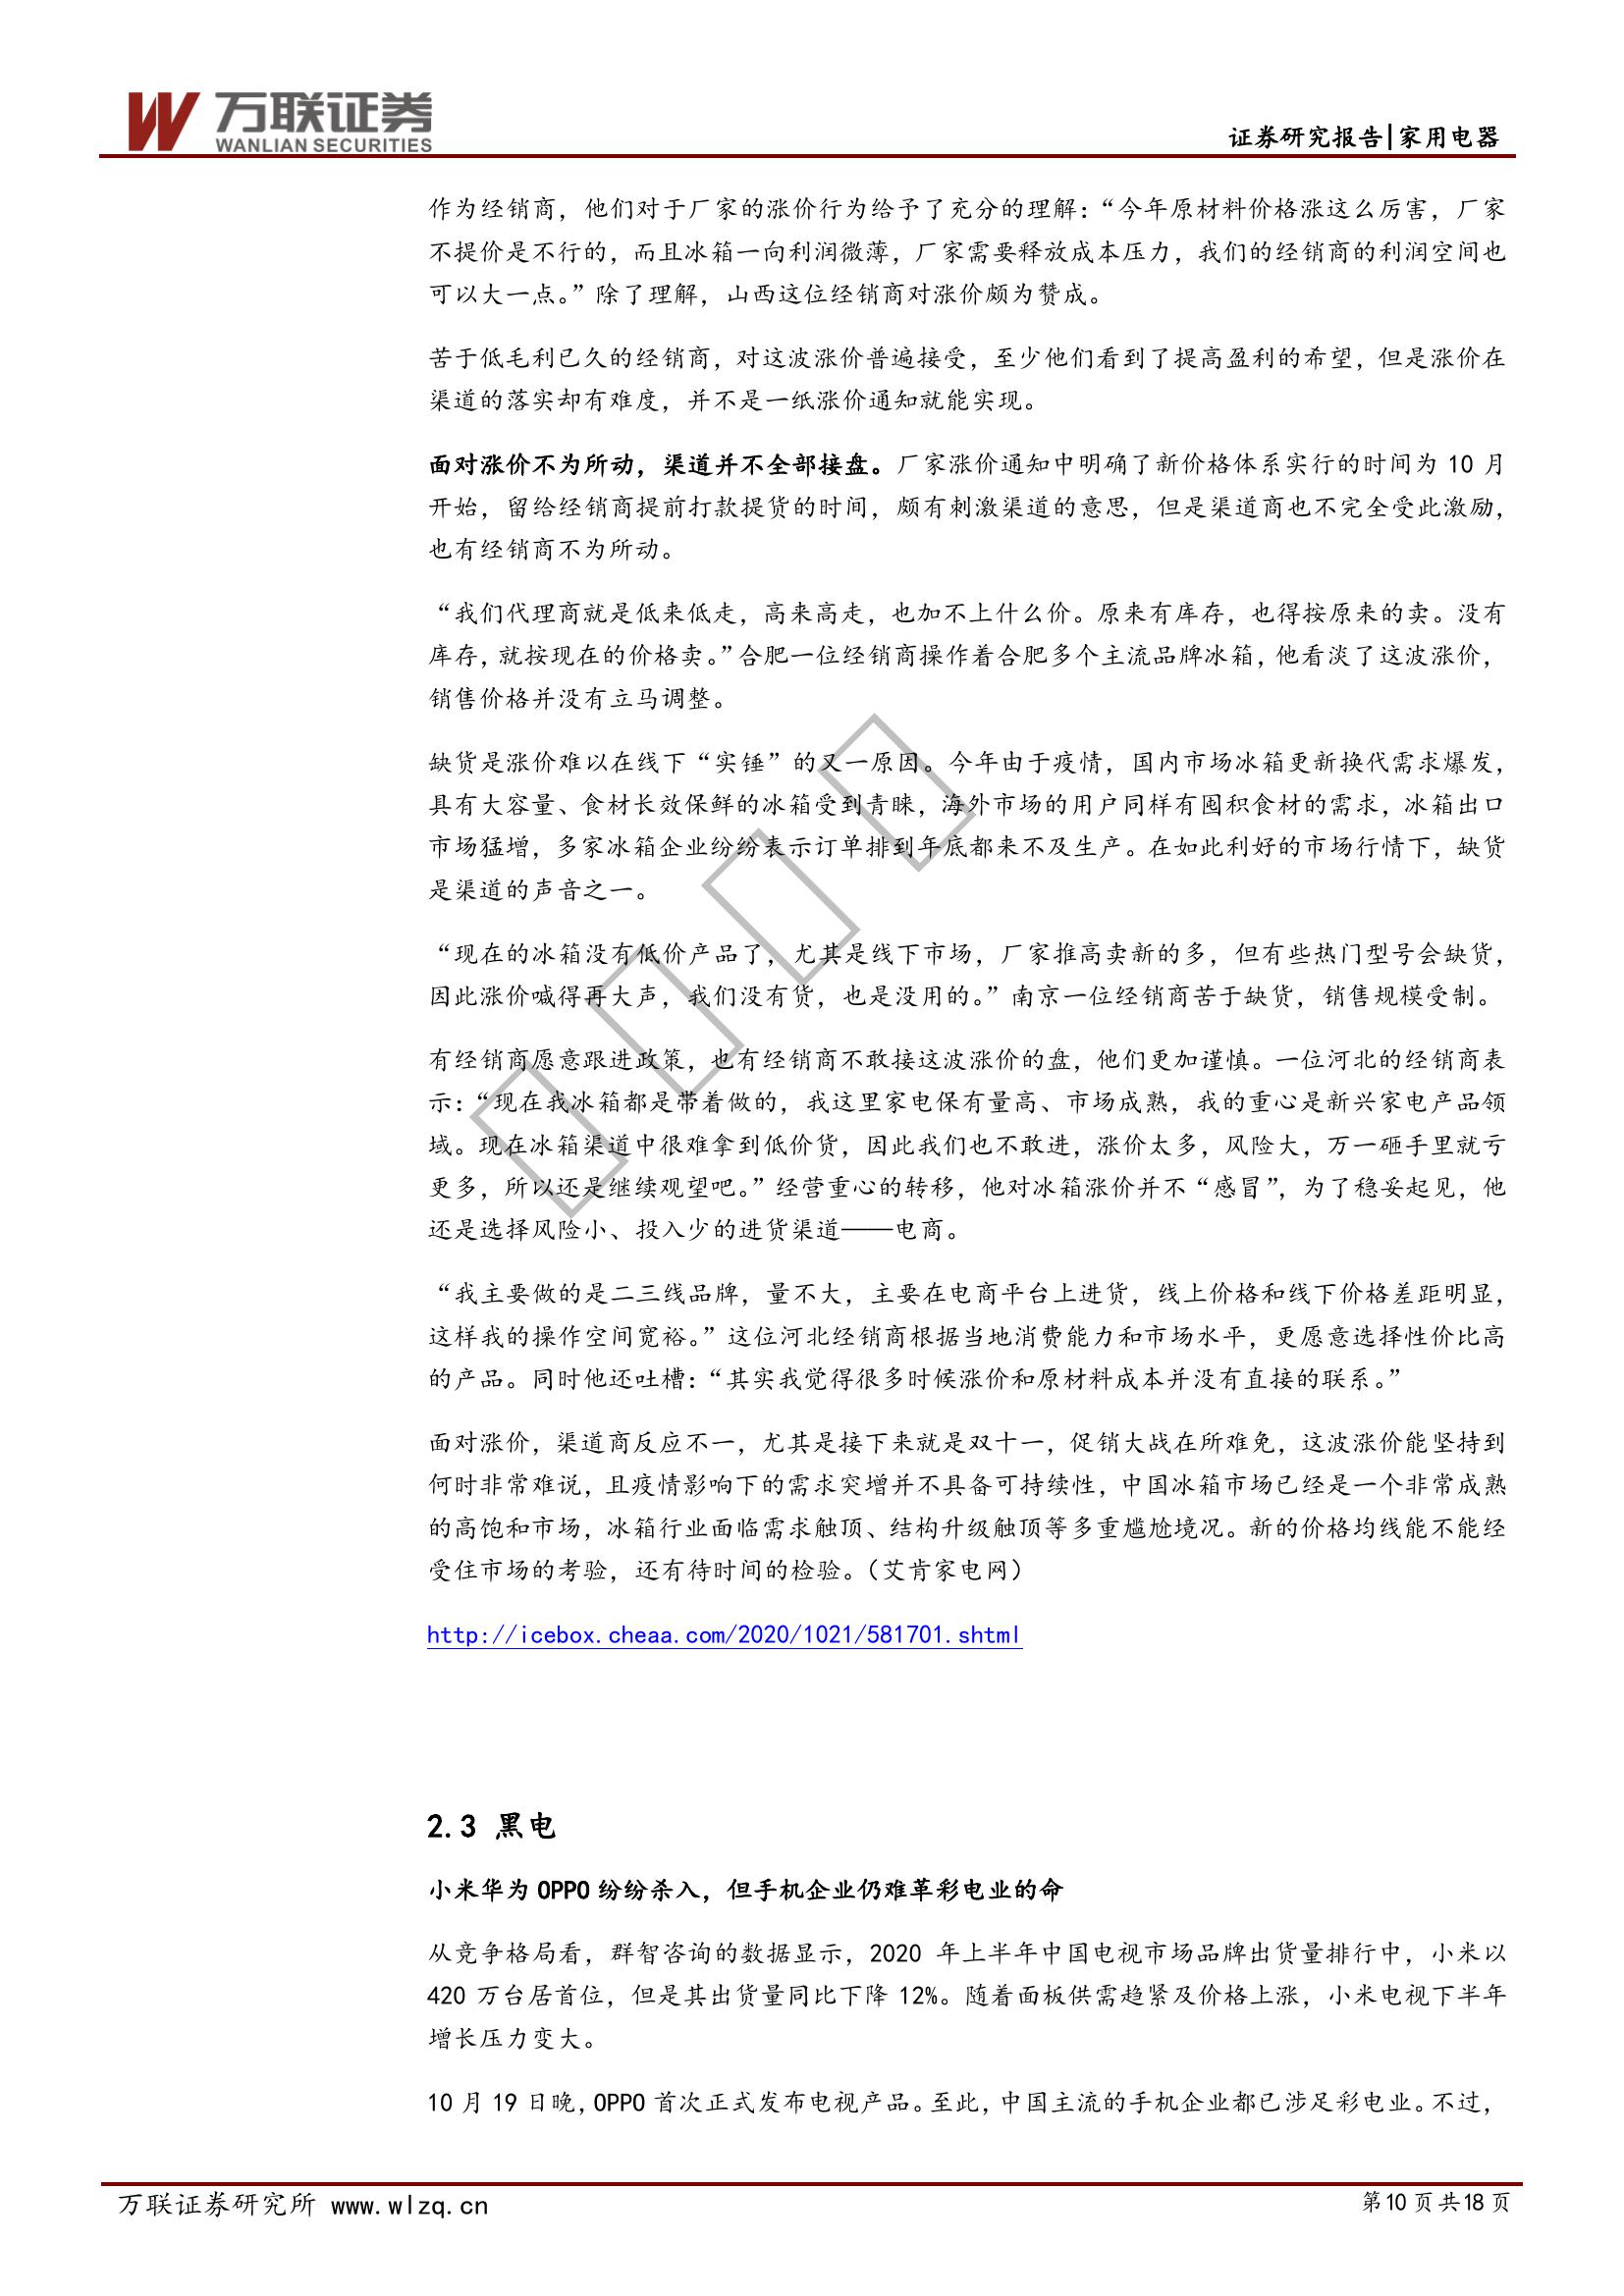 万联证券
WANLIAN SECURITIES
证券研究报告|家用电器
作为经销商，他们对于厂家的涨价行为给予了充分的理解：“今年原材料价格涨这么厉害，厂家
不提价是不行的，而且冰箱一向利润微薄，厂家需要释放成本压力，我们的经销商的利润空间也
可以大一点。”除了理解，山西这位经销商对涨价颇为赞成。
苦于低毛利已久的经销商，对这波涨价普遍接受，至少他们看到了提高盈利的希望，但是涨价在
渠道的落实却有难度，并不是一纸涨价通知就能实现。
面对涨价不为所动，渠道并不全部接盘。厂家涨价通知中明确了新价格体系实行的时间为 10 月
开始，留给经销商提前打款提货的时间，颇有刺激渠道的意思，但是渠道商也不完全受此激励，
也有经销商不为所动。
“我们代理商就是低来低走，高来高走，也加不上什么价。原来有库存，也得按原来的卖。没有
库存，就按现在的价格卖。”合肥一位经销商操作着合肥多个主流品牌冰箱，他看淡了这波涨价，
销售价格并没有立马调整。
缺货是涨价难以在线下“实锤”的又一原因。今年由于疫情，国内市场冰箱更新换代需求爆发，
具有大容量、食材长效保鲜的冰箱受到青睐，海外市场的用户同样有囤积食材的需求，冰箱出口
市场猛增，多家冰箱企业纷纷表示订单排到年底都来不及生产。在如此利好的市场行情下，缺货
是渠道的声音之一。
“现在的冰箱没有低价产品了，尤其是线下市场，厂家推高卖新的多，但有些热门型号会缺货，
因此涨价喊得再大声，我们没有货，也是没用的。”南京一位经销商苦于缺货，销售规模受制。
有经销商愿意跟进政策，也有经销商不敢接这波涨价的盘，他们更加谨慎。一位河北的经销商表
示：“现在我冰箱都是带着做的，我这里家电保有量高、市场成熟，我的重心是新兴家电产品领
域。现在冰箱渠道中很难拿到低价货，因此我们也不敢进，涨价太多，风险大，万一砸手里就亏
更多，所以还是继续观望吧。”经营重心的转移，他对冰箱涨价并不“感冒”，为了稳妥起见，他
还是选择风险小、投入少的进货渠道——电商。
“我主要做的是二三线品牌，量不大，主要在电商平台上进货，线上价格和线下价格差距明显，
这样我的操作空间宽裕。”这位河北经销商根据当地消费能力和市场水平，更愿意选择性价比高
的产品。同时他还吐槽：“其实我觉得很多时候涨价和原材料成本并没有直接的联系。”
面对涨价，渠道商反应不一，尤其是接下来就是双十一，促销大战在所难免，这波涨价能坚持到
何时非常难说，且疫情影响下的需求突增并不具备可持续性，中国冰箱市场已经是一个非常成熟
的高饱和市场，冰箱行业面临需求触顶、结构升级触顶等多重尴尬境况。新的价格均线能不能经
受住市场的考验，还有待时间的检验。（艾肯家电网）
http://icebox.cheaa.com/2020/1021/581701.shtml
2.3 黑电
小米华为 OPPO 纷纷杀入，但手机企业仍难革彩电业的命
从竞争格局看，群智咨询的数据显示，2020 年上半年中国电视市场品牌出货量排行中，小米以
420 万台居首位，但是其出货量同比下降 12%。随着面板供需趋紧及价格上涨，小米电视下半年
增长压力变大。
10 月 19 日晚，OPPO 首次正式发布电视产品。至此，中国主流的手机企业都已涉足彩电业。不过，
万联证券研究所 www.wlzq.cn
第10 页共18 页